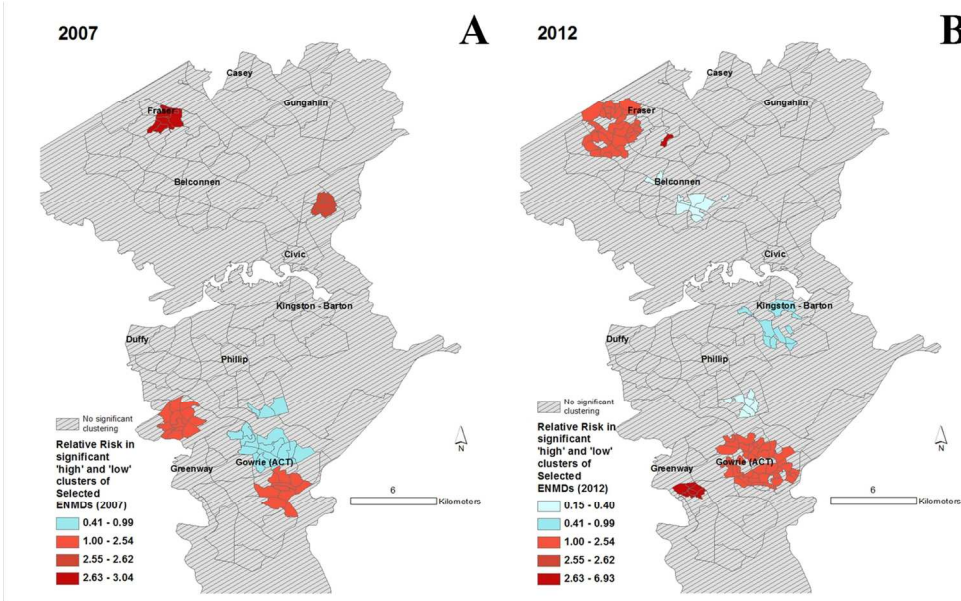 2007
A
Casey
Gungahlin
Fraser
Belconnen
Civic
Kingston - Barton
Duffy
Phillip
Greenway
Gowrie (ACT)
No significant
clustering
Relative Risk in
significant
'high' and 'low'
clusters of
Selected
ENMDs (2007)
0.41 - 0.99
1.00 - 2.54
2.55 - 2.62
2.63 - 3.04
N
6
Kilometers
2012
B
Casey
Gungahlin
Fraser
Belconnen
Civic
Kingston - Barton
Duffy
Phillip
Greenway
Gowrie (ACT)
No significant
clustering
Relative Risk in
significant
'high' and 'low'
clusters of
Selected
ENMDs (2012)
0.15 - 0.40
0.41 - 0.99
1.00 - 2.54
2.55 - 2.62
2.63 - 6.93
N
6
Kilometers